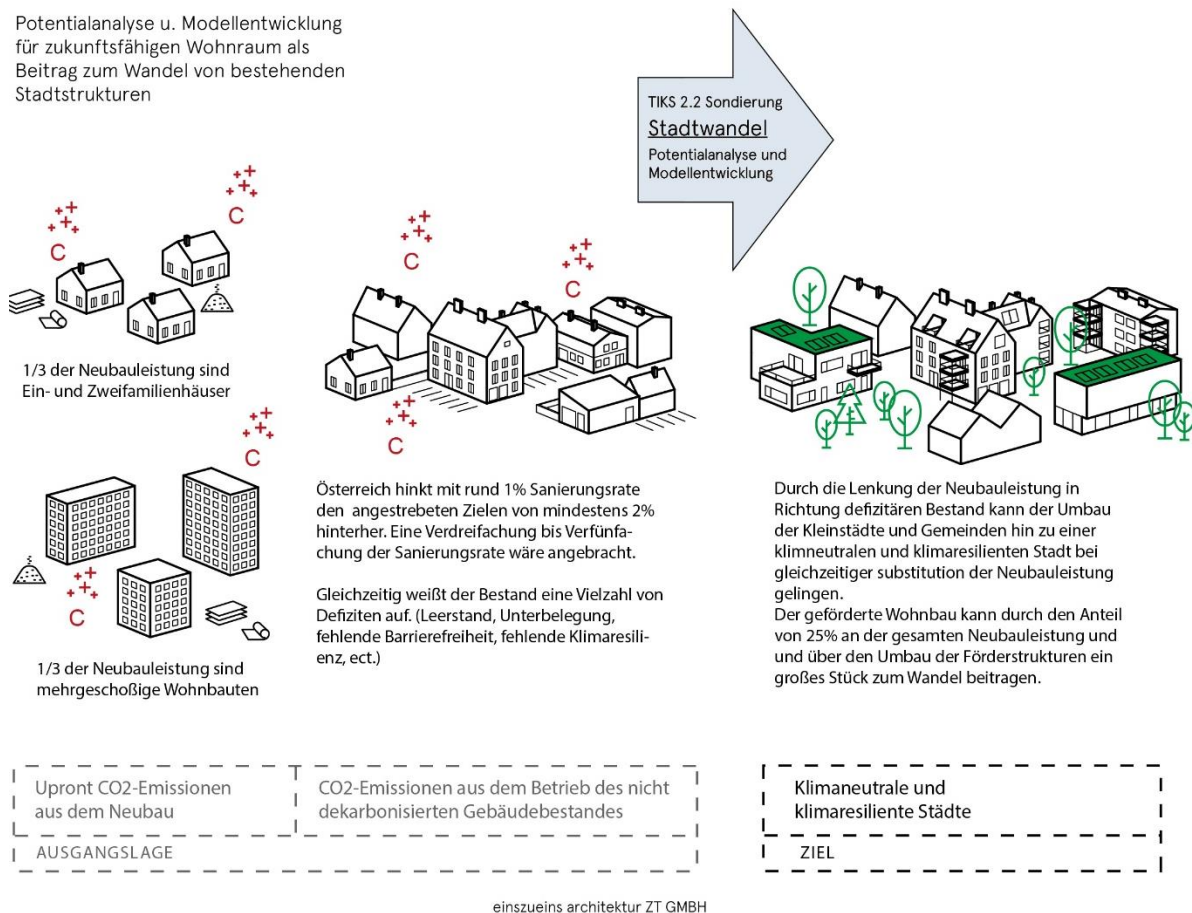 Potentialanalyse u. Modellentwicklung
für zukunftsfähigen Wohnraum als
Beitrag zum Wandel von bestehenden
Stadtstrukturen
TIKS 2.2 Sondierung
Stadtwandel
Potentialanalyse und
Modellentwicklung
C
C
1/3 der Neubauleistung sind
Ein- und Zweifamilienhäuser
C
C
1/3 der Neubauleistung sind
mehrgeschoßige Wohnbauten
C
C
C
Österreich hinkt mit rund 1% Sanierungsrate
den angestrebeten Zielen von mindestens 2%
hinterher. Eine Verdreifachung bis Verfünfa-
chung der Sanierungsrate wäre angebracht.
Gleichzeitig weißt der Bestand eine Vielzahl von
Defiziten auf. (Leerstand, Unterbelegung,
fehlende Barrierefreiheit, fehlende Klimaresili-
enz, ect.)
Durch die Lenkung der Neubauleistung in
Richtung defizitären Bestand kann der Umbau
der Kleinstädte und Gemeinden hin zu einer
klimneutralen und klimaresilienten Stadt bei
gleichzeitiger substitution der Neubauleistung
gelingen.
Der geförderte Wohnbau kann durch den Anteil
von 25% an der gesamten Neubauleistung und
und über den Umbau der Förderstrukturen ein
großes Stück zum Wandel beitragen.
Upront CO2-Emissionen
aus dem Neubau
CO2-Emissionen aus dem Betrieb des nicht
dekarbonisierten Gebäudebestandes
AUSGANGSLAGE
Klimaneutrale und
klimaresiliente Städte
ZIEL
einszueins architektur ZT GMBH